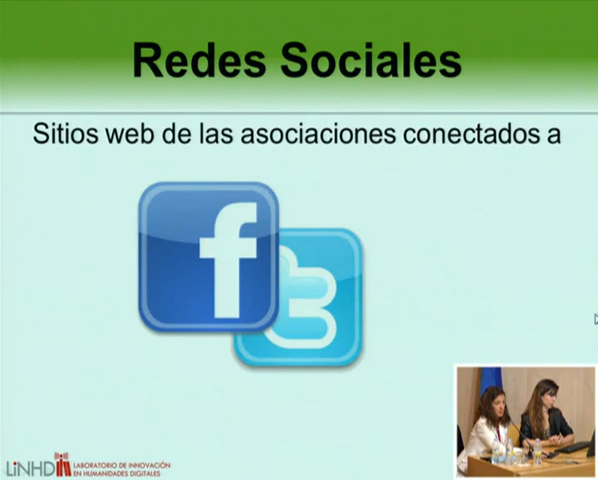 Redes Sociales
Sitios web de las asociaciones conectados a
f
t
LiNHD
LABORATORIO DE INNOVACIÓN
EN HUMANIDADES DIGITALES